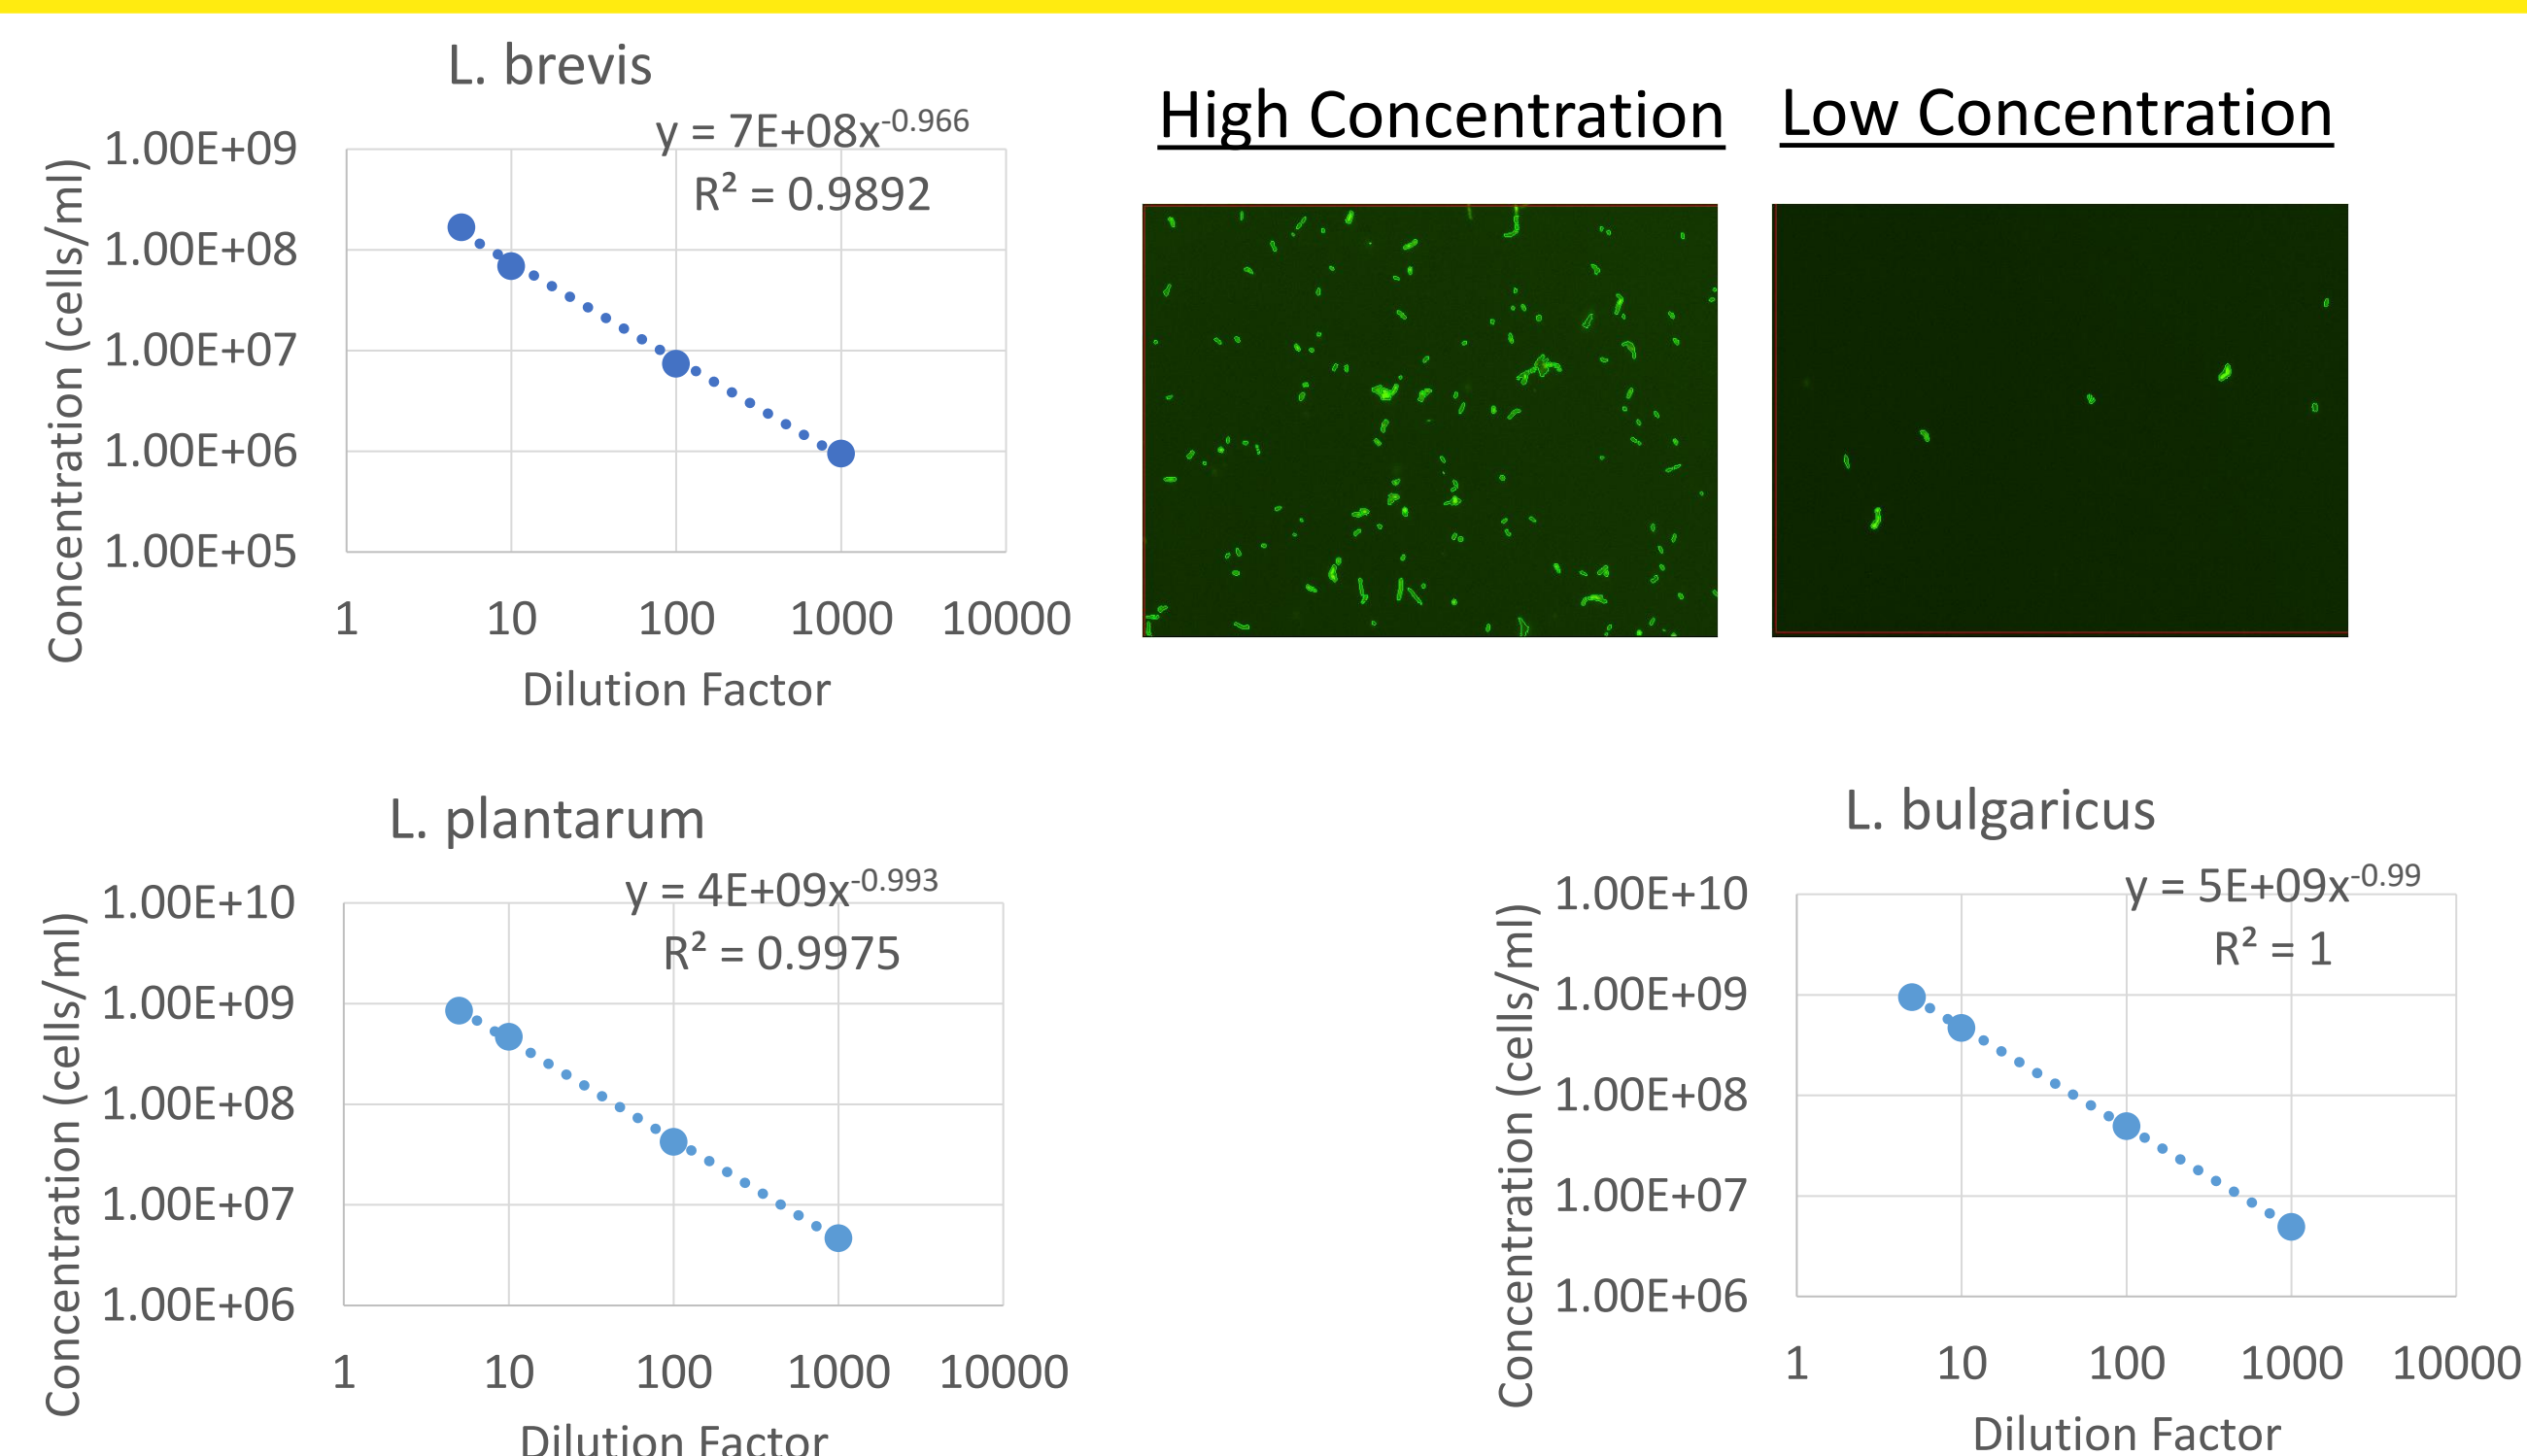 L. brevis
y = 7E+08x^-0.966
R² = 0.9892
Concentration (cells/ml)
1.00E+09
1.00E+08
1.00E+07
1.00E+06
1.00E+05
1 10 100 1000 10000
Dilution Factor
High Concentration
Low Concentration
L. plantarum
y = 4E+09x^-0.993
R² = 0.9975
Concentration (cells/ml)
1.00E+10
1.00E+09
1.00E+08
1.00E+07
1.00E+06
1 10 100 1000 10000
Dilution Factor
L. bulgaricus
y = 5E+09x^-0.99
R² = 1
Concentration (cells/ml)
1.00E+10
1.00E+09
1.00E+08
1.00E+07
1.00E+06
1 10 100 1000 10000
Dilution Factor